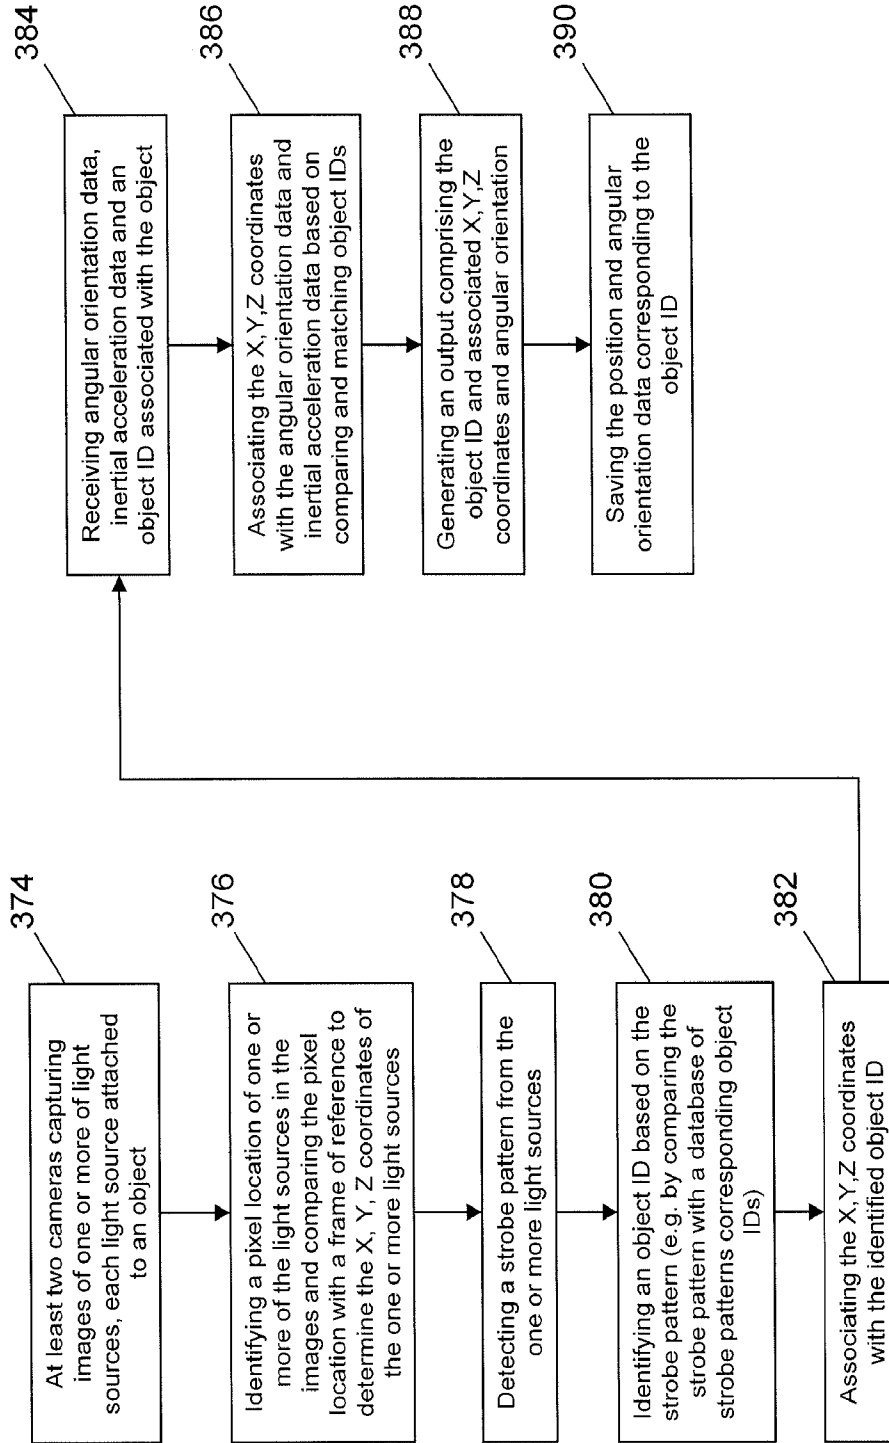 374
At least two cameras capturing
images of one or more of light
sources, each light source attached
to an object
376
Identifying a pixel location of one or
more of the light sources in the
images and comparing the pixel
location with a frame of reference to
determine the X, Y, Z coordinates of
the one or more light sources
378
Detecting a strobe pattern from the
one or more light sources
380
Identifying an object ID based on the
strobe pattern (e.g. by comparing the
strobe pattern with a database of
strobe patterns corresponding object
IDs)
382
Associating the X,Y,Z coordinates
with the identified object ID
384
Receiving angular orientation data,
inertial acceleration data and an
object ID associated with the object
386
Associating the X,Y,Z coordinates
with the angular orientation data and
inertial acceleration data based on
comparing and matching object IDs
388
Generating an output comprising the
object ID and associated X,Y,Z
coordinates and angular orientation
390
Saving the position and angular
orientation data corresponding to the
object ID